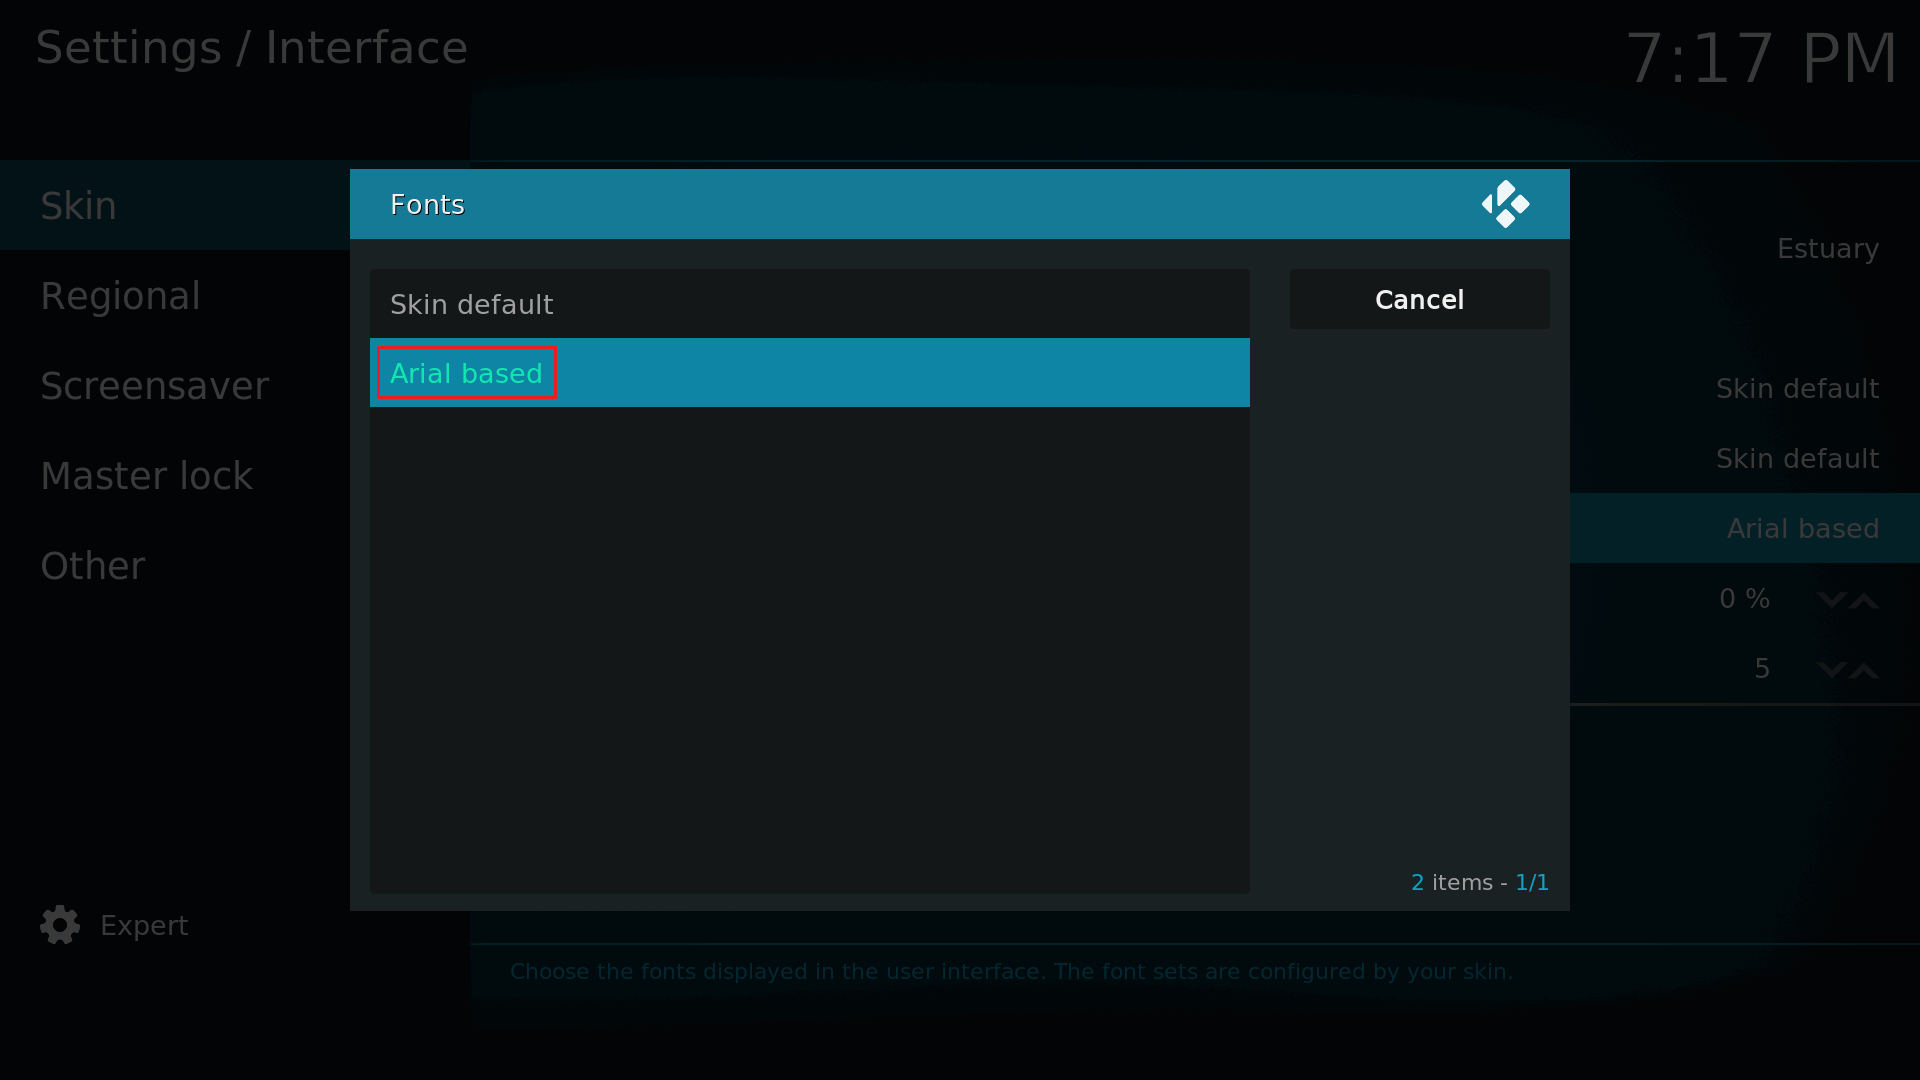 Settings / Interface
7:17 PM
Skin
Regional
Screensaver
Master lock
Other
Expert
Fonts
Skin default
Arial based
Cancel
2 items - 1/1
Estuary
Skin default
Skin default
Arial based
0 %
5
Choose the fonts displayed in the user interface. The font sets are configured by your skin.